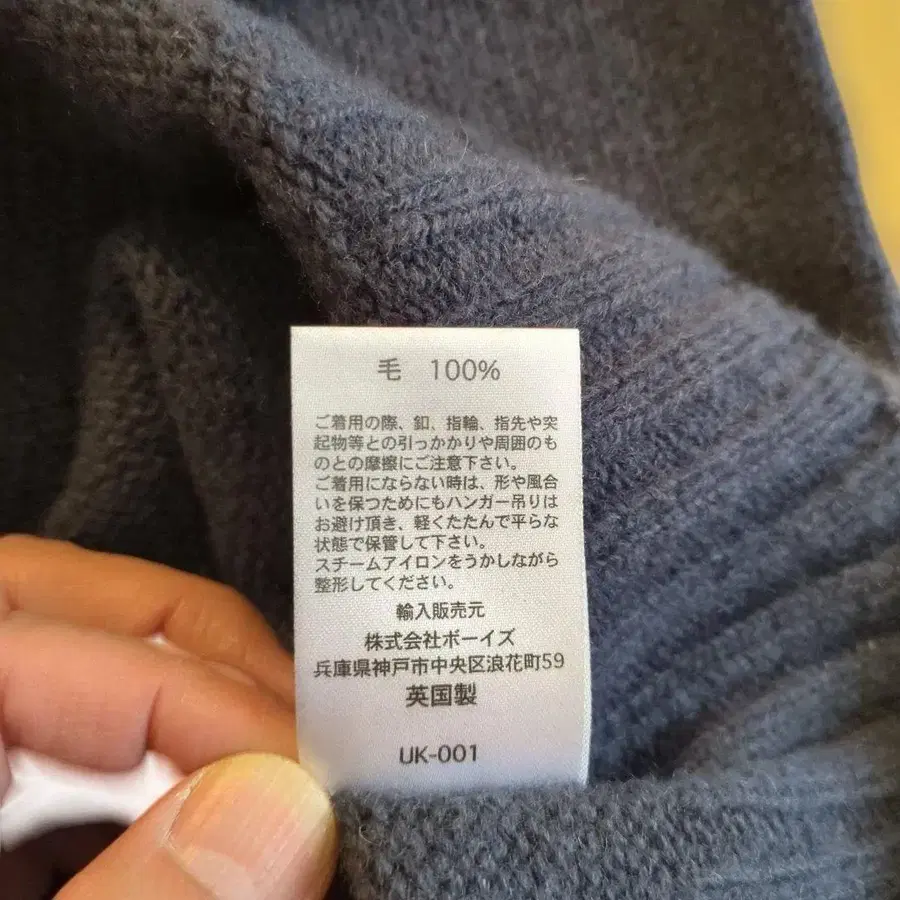 毛 100%
ご着用の際、釦、指輪、指先や突
起物等との引っかかりや周囲のも
のとの摩擦にご注意下さい。
ご着用にならない時は、形や風合
いを保つためにもハンガー吊りは
お避け頂き、軽くたたんで平らな
状態で保管して下さい。
スチームアイロンをうかしながら
整形してください。
輸入販売元
株式会社ボーイズ
兵庫県神戸市中央区浪花町59
英国製
UK-001